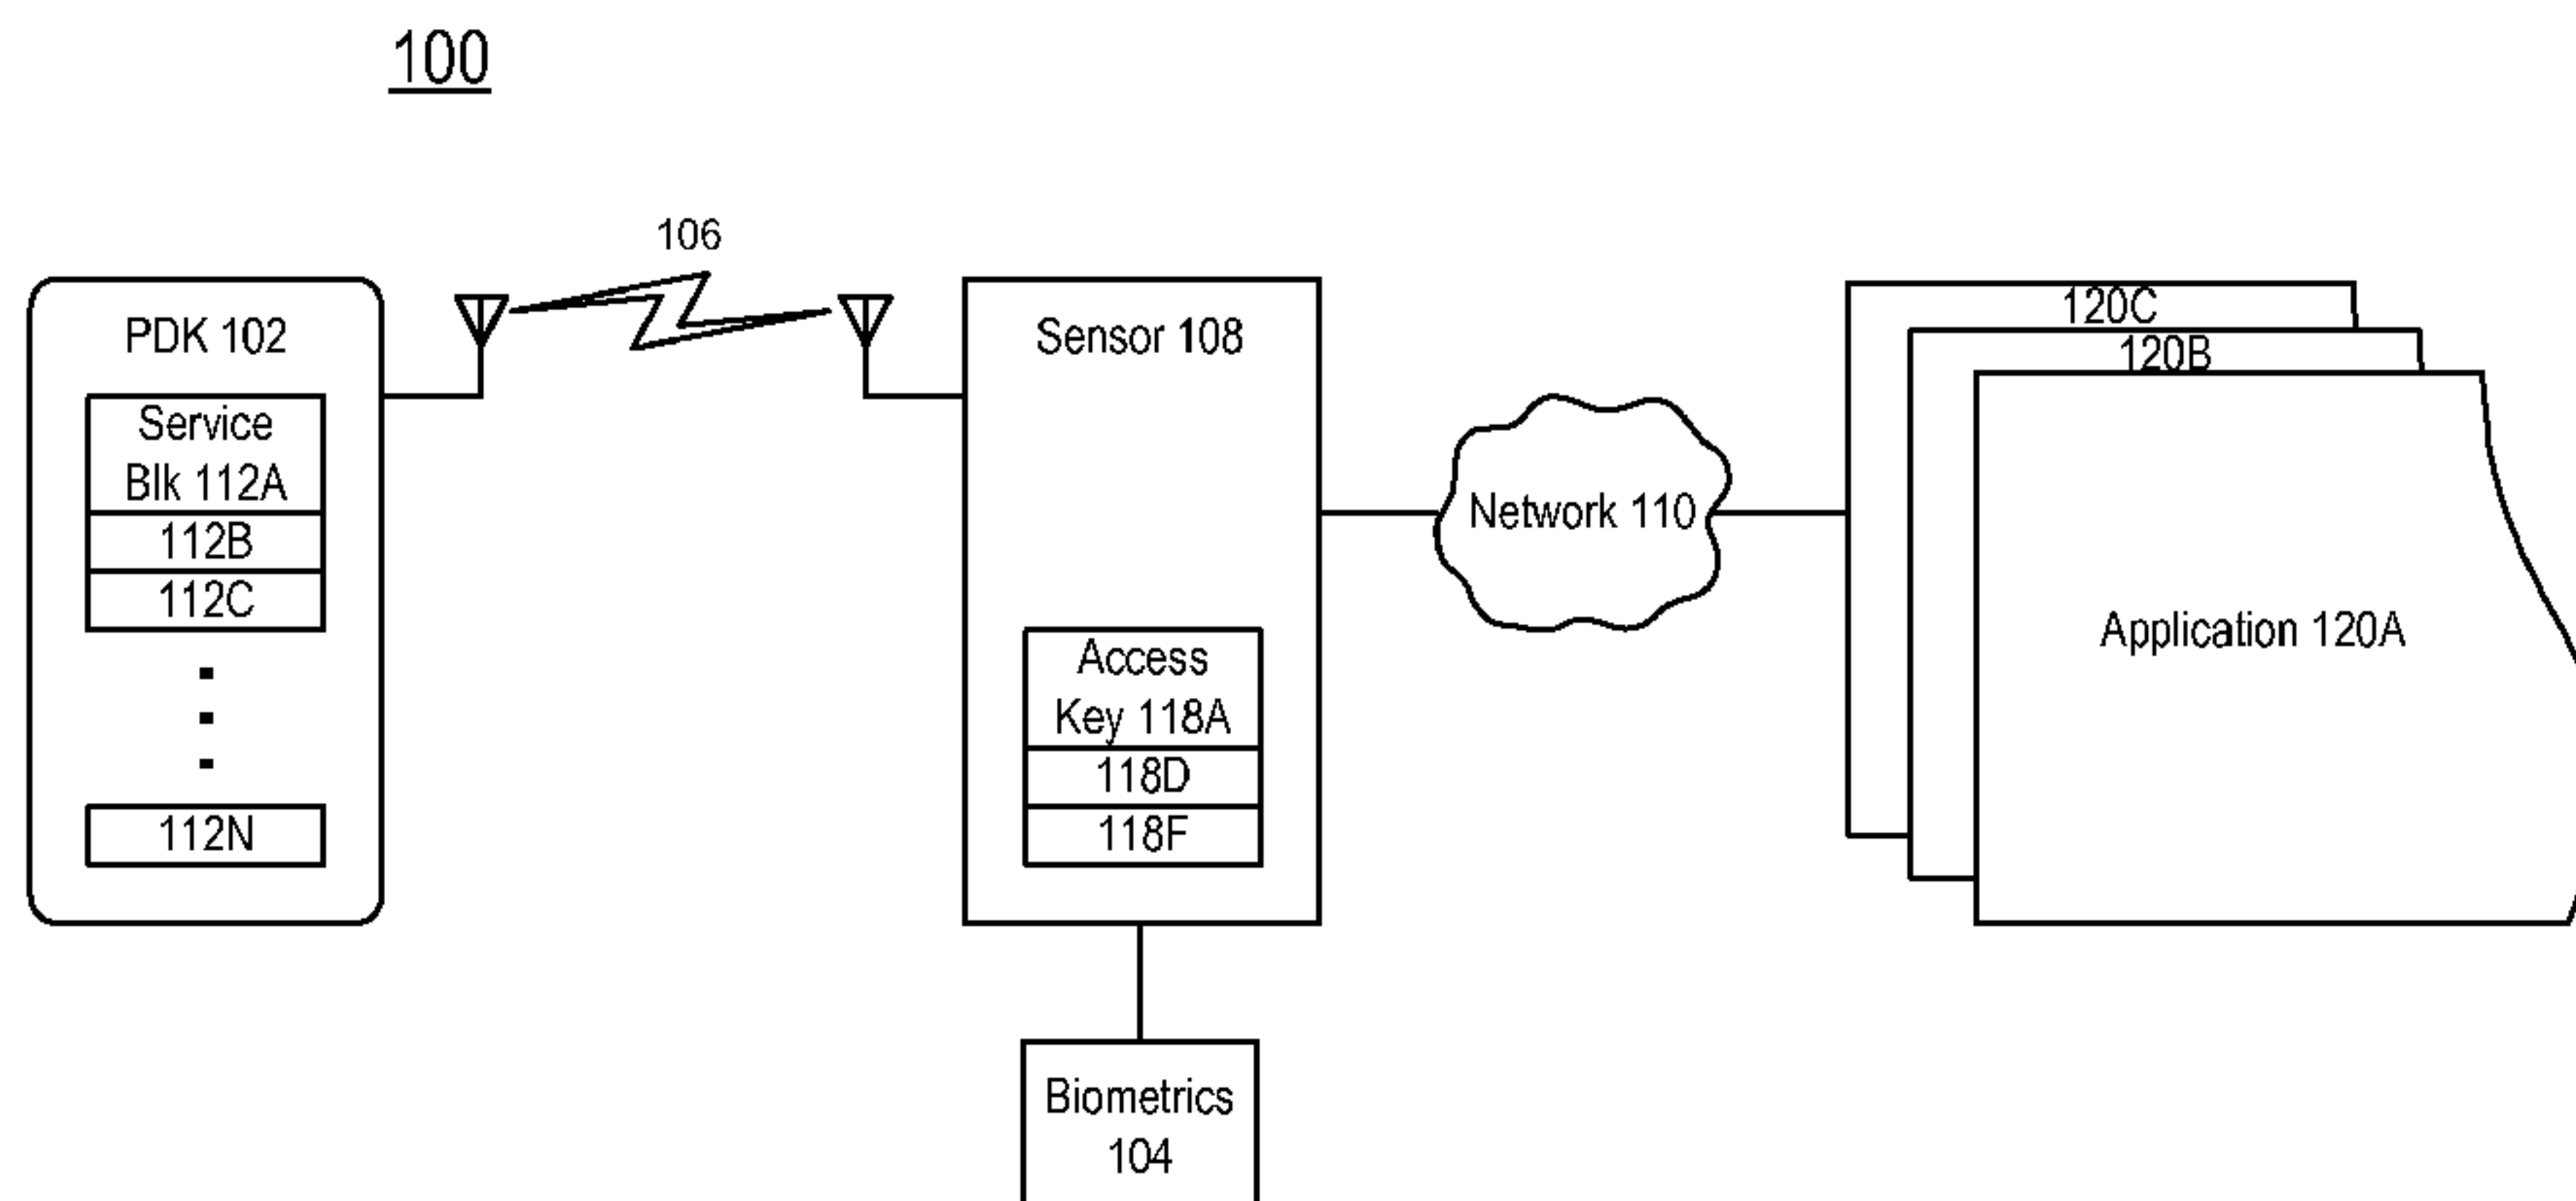 100
106
PDK 102
Service
Blk 112A
112B
112C
112N
Sensor 108
Access
Key 118A
118D
118F
Biometrics
104
Network 110
120C
120B
Application 120A